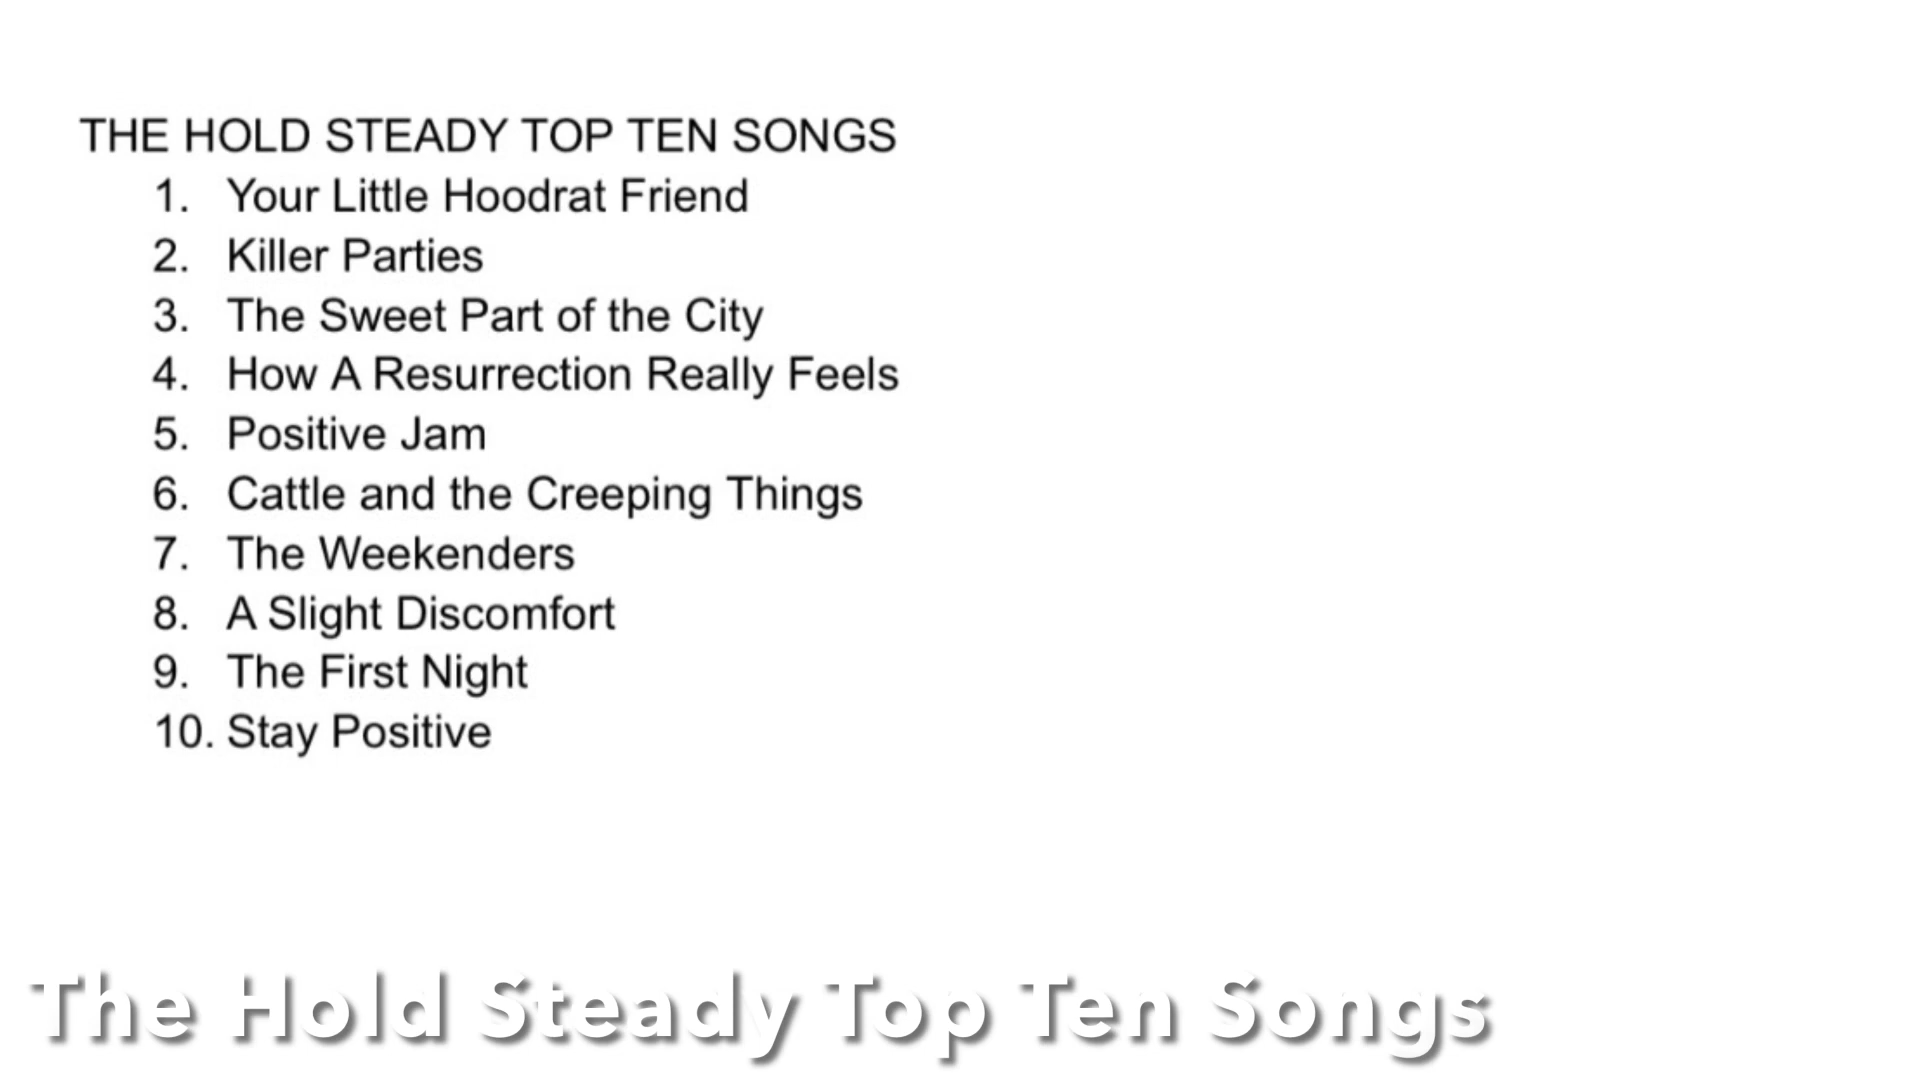 THE HOLD STEADY TOP TEN SONGS
1. Your Little Hoodrat Friend
2. Killer Parties
3. The Sweet Part of the City
4. How A Resurrection Really Feels
5. Positive Jam
6. Cattle and the Creeping Things
7. The Weekenders
8. A Slight Discomfort
9. The First Night
10. Stay Positive
The Hold Steady Top Ten Songs